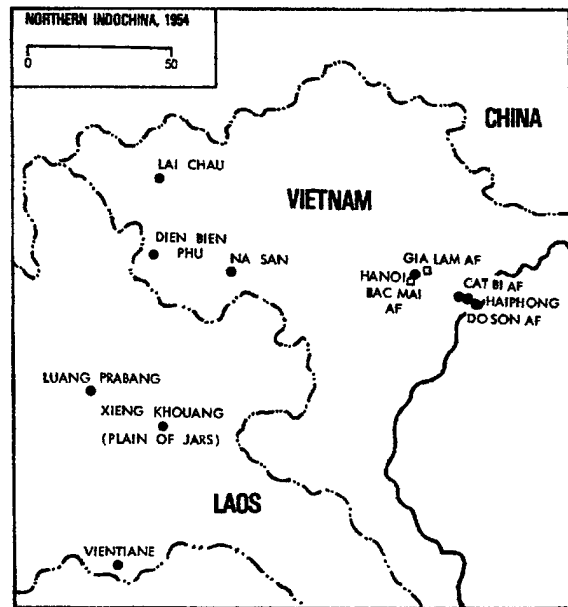 NORTHERN INDOCHINA, 1954
0 50
CHINA
LAI CHAU
VIETNAM
DIEN BIEN
PHU
NA SAN
GIA LAM AF
HANOI
BAC MAI
AF
CAT BI AF
HAIPHONG
DO SON AF
LUANG PRABANG
XIENG KHOUANG
(PLAIN OF JARS)
LAOS
VIENTIANE